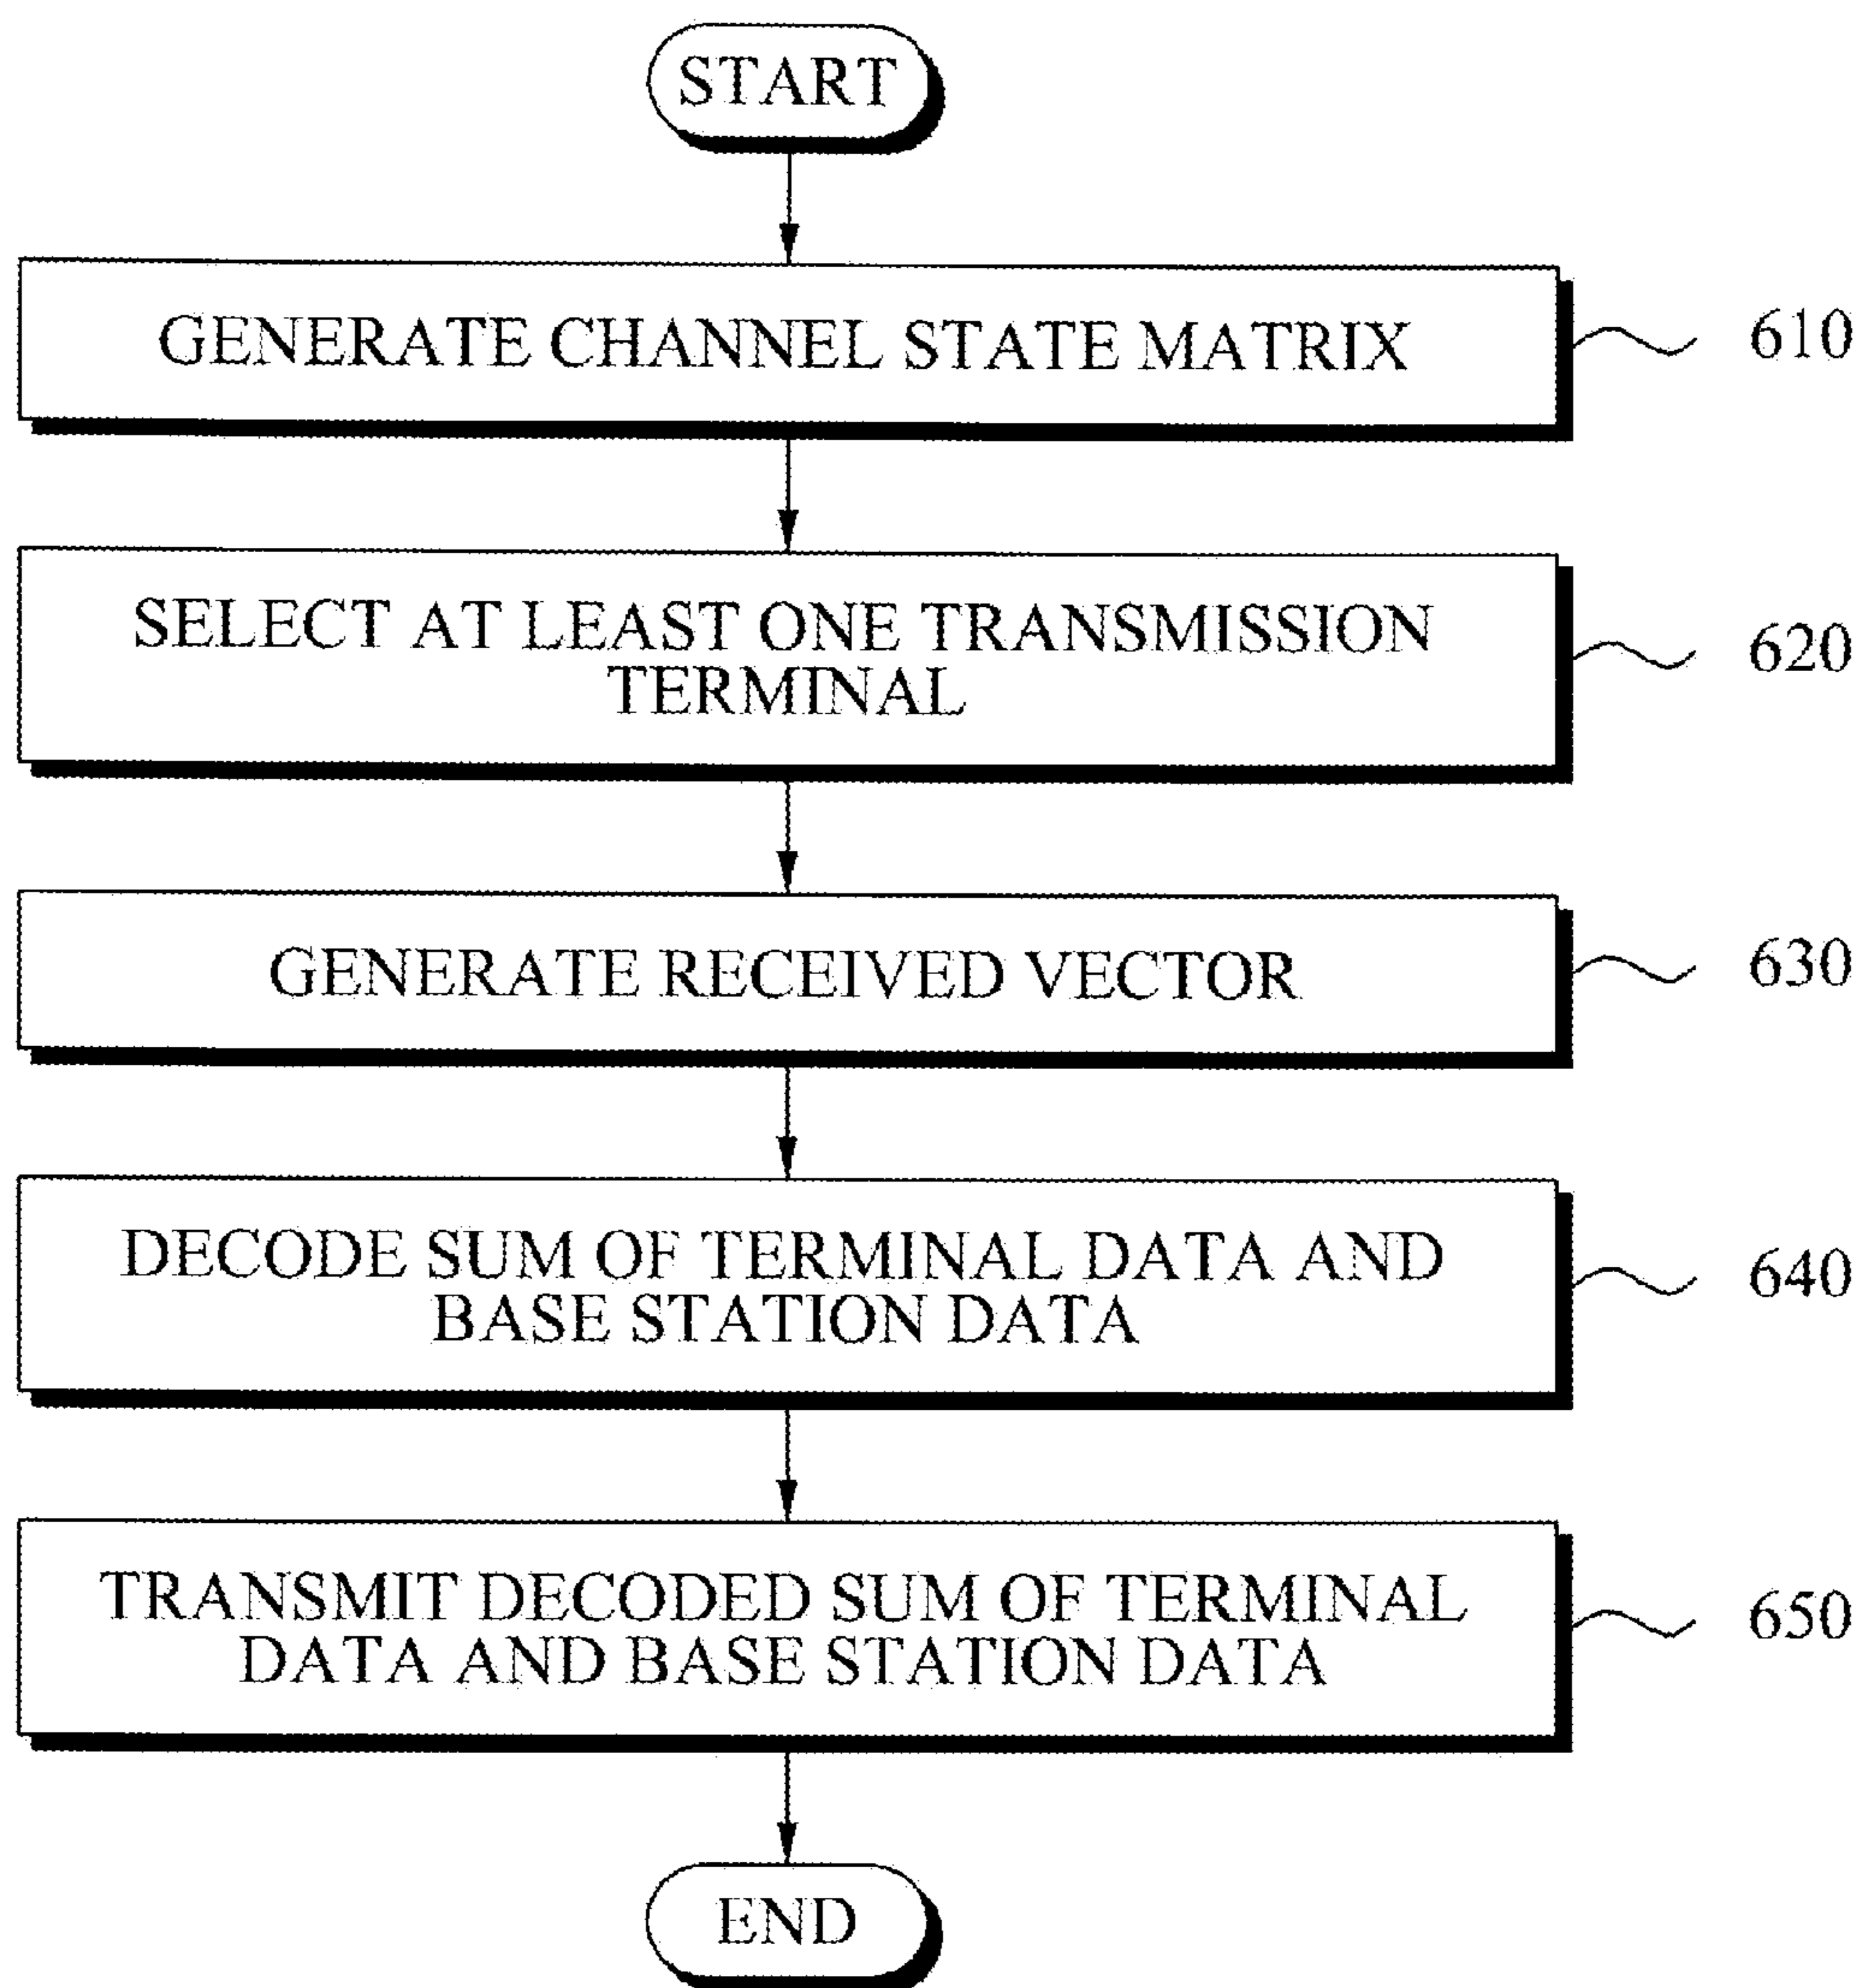 START
GENERATE CHANNEL STATE MATRIX
610
SELECT AT LEAST ONE TRANSMISSION
TERMINAL
620
GENERATE RECEIVED VECTOR
630
DECODE SUM OF TERMINAL DATA AND
BASE STATION DATA
640
TRANSMIT DECODED SUM OF TERMINAL
DATA AND BASE STATION DATA
650
END